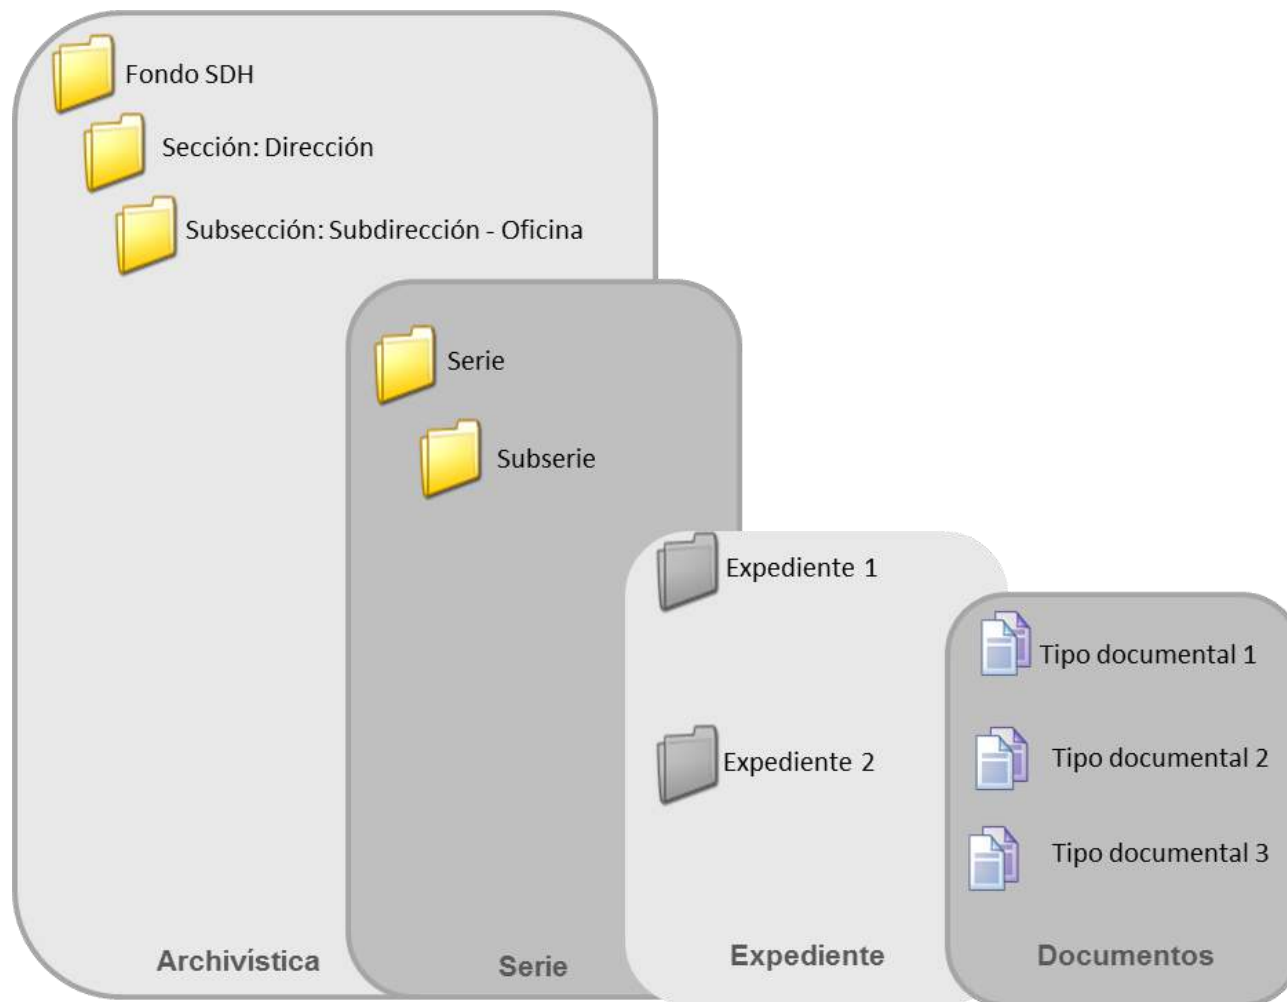 Fondo SDH
Sección: Dirección
Subsección: Subdirección - Oficina
Serie
Subserie
Expediente 1
Expediente 2
Tipo documental 1
Tipo documental 2
Tipo documental 3
Archivística
Serie
Expediente
Documentos